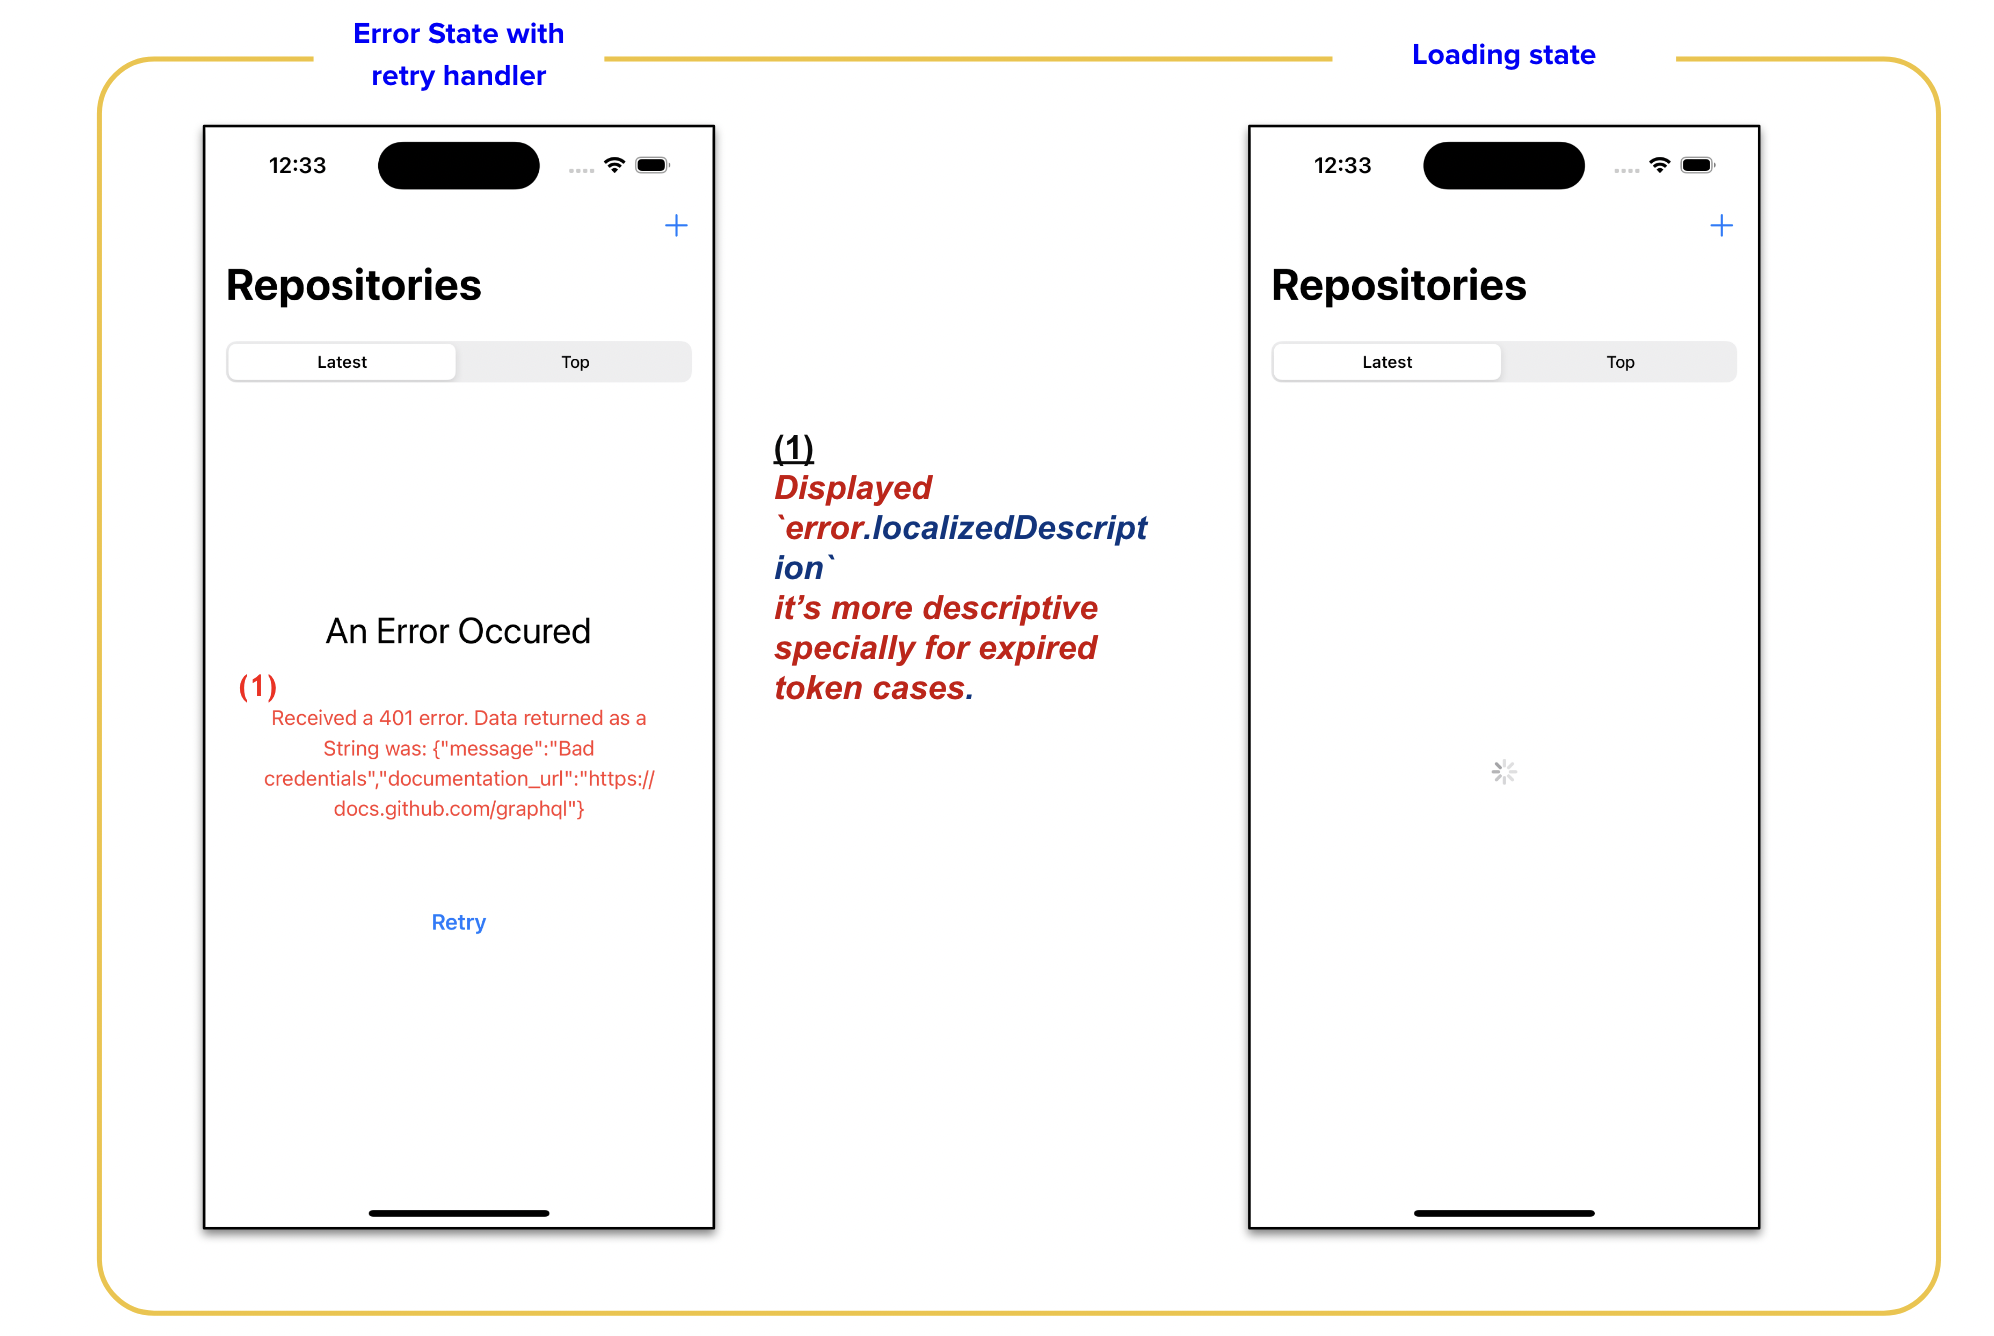 Error State with
retry handler
Loading state
12:33
Repositories
Latest
Top
An Error Occured
(1)
Received a 401 error. Data returned as a
String was: {"message":"Bad
credentials","documentation_url":"https://
docs.github.com/graphql"}
Retry
(1)
Displayed
`error.localizedDescript
ion`
it’s more descriptive
specially for expired
token cases.
12:33
Repositories
Latest
Top